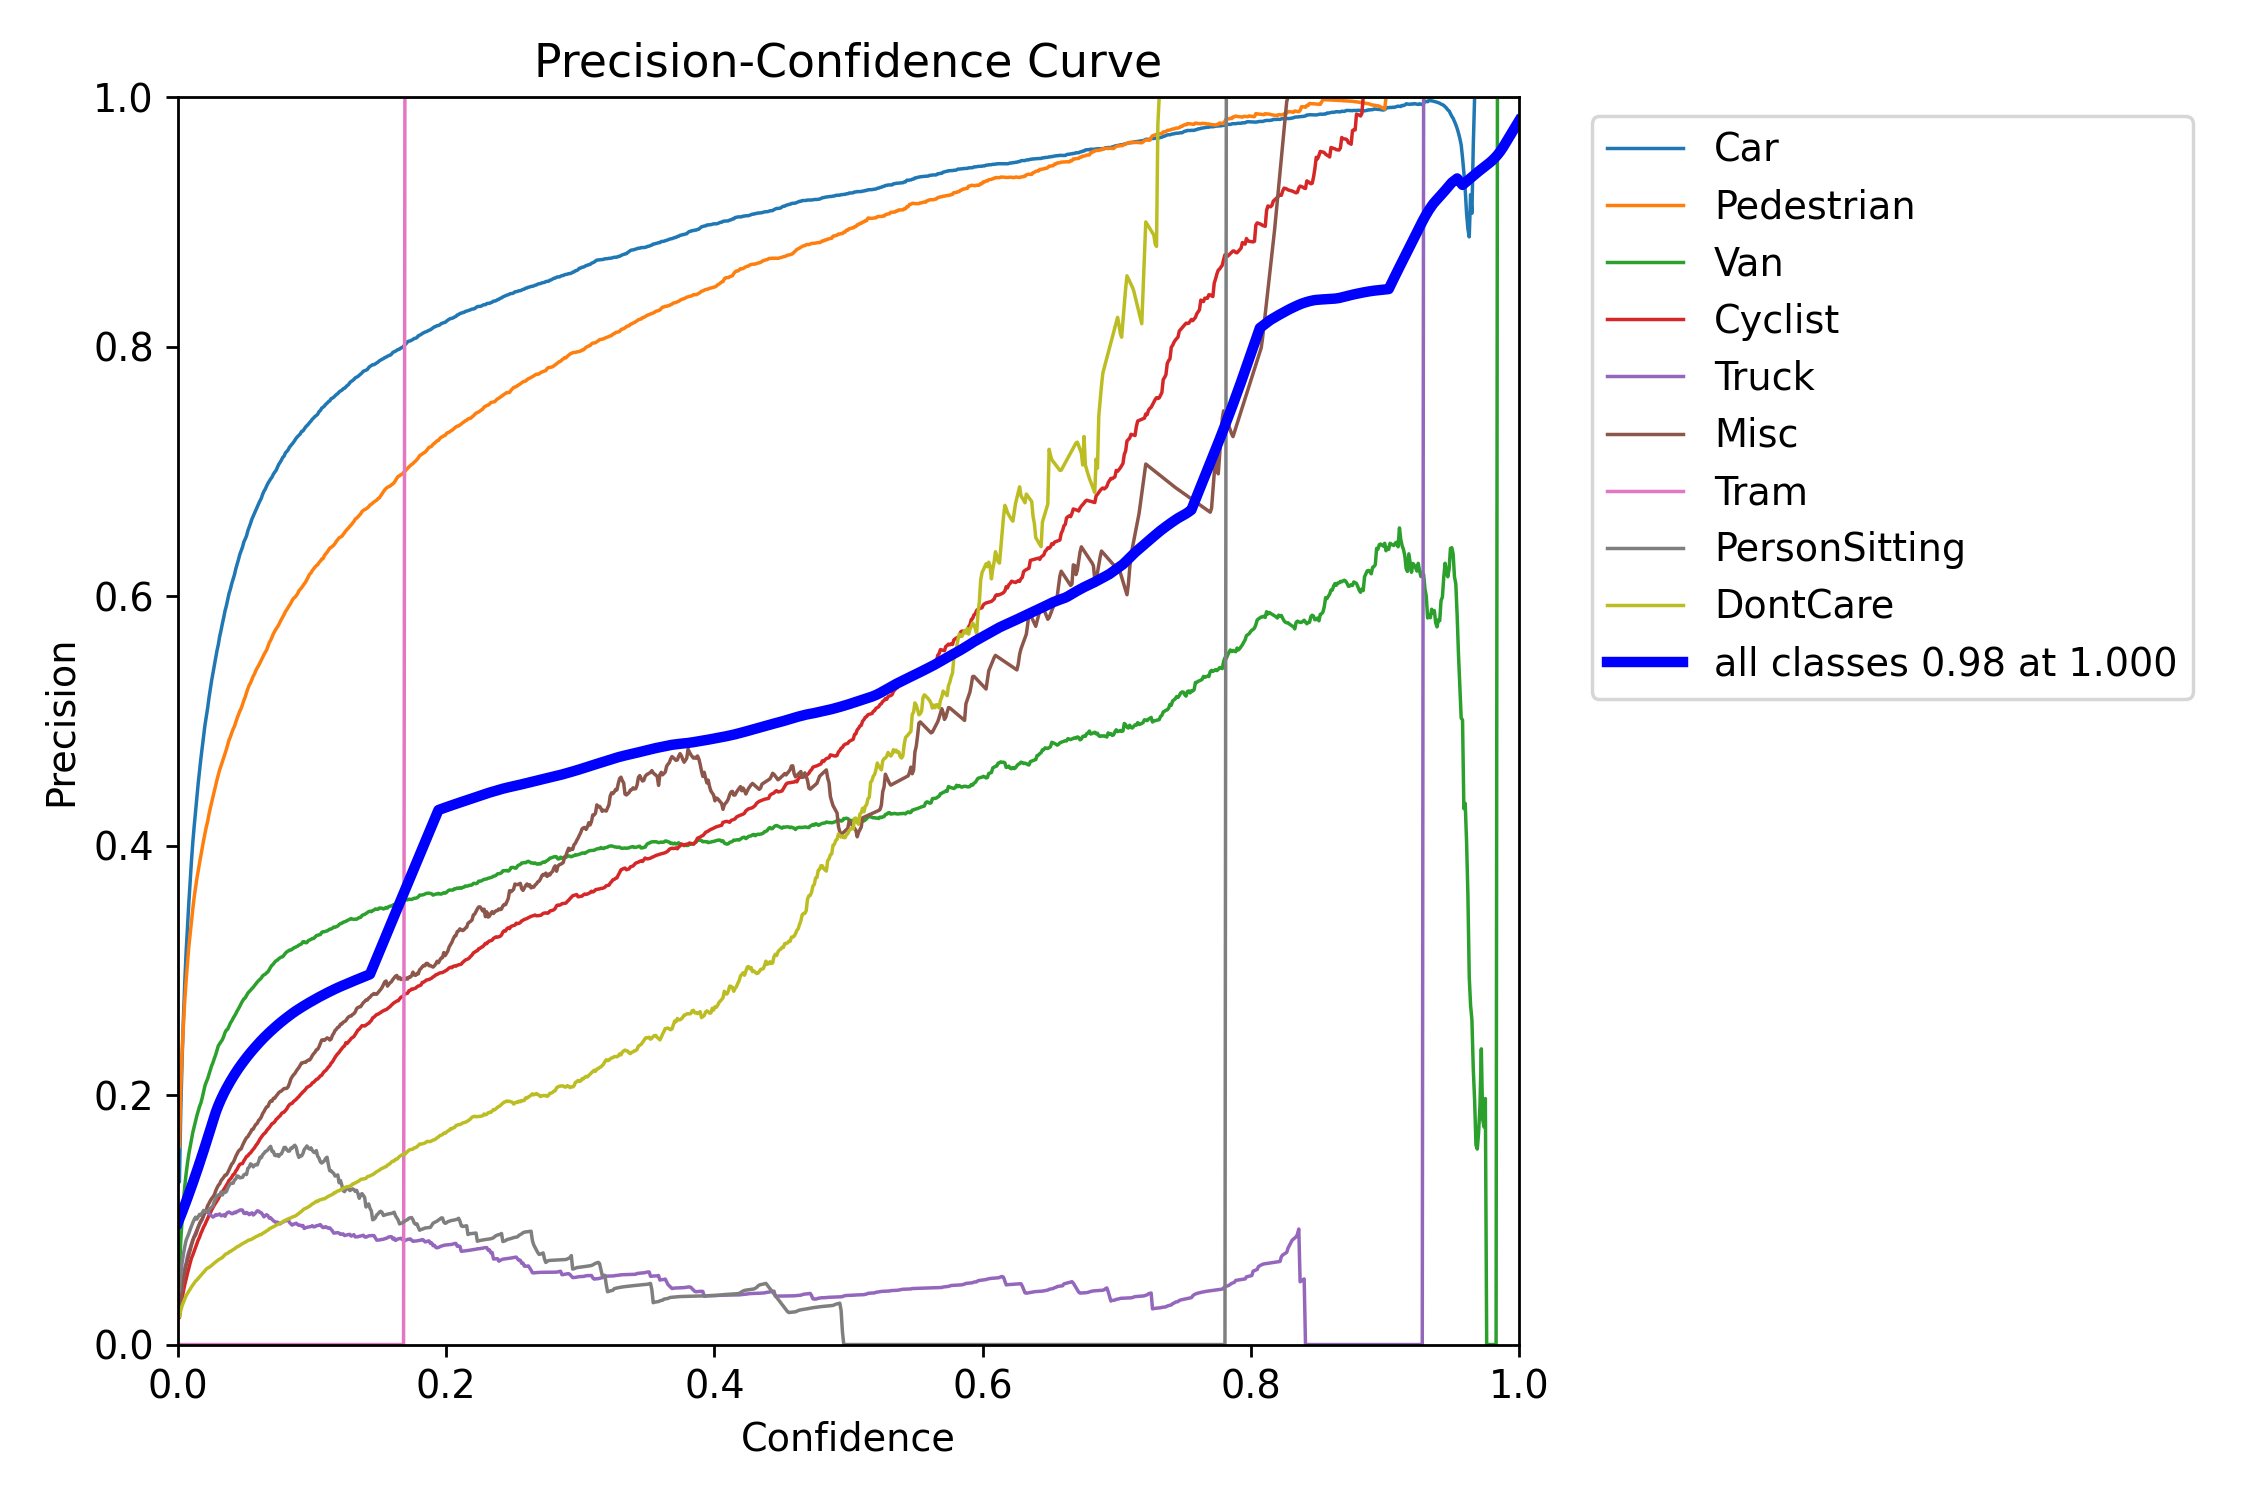 Precision-Confidence Curve
1.0
0.8
0.6
0.4
0.2
0.0
Precision
0.0 0.2 0.4 0.6 0.8 1.0
Confidence
Car
Pedestrian
Van
Cyclist
Truck
Misc
Tram
PersonSitting
DontCare
all classes 0.98 at 1.000